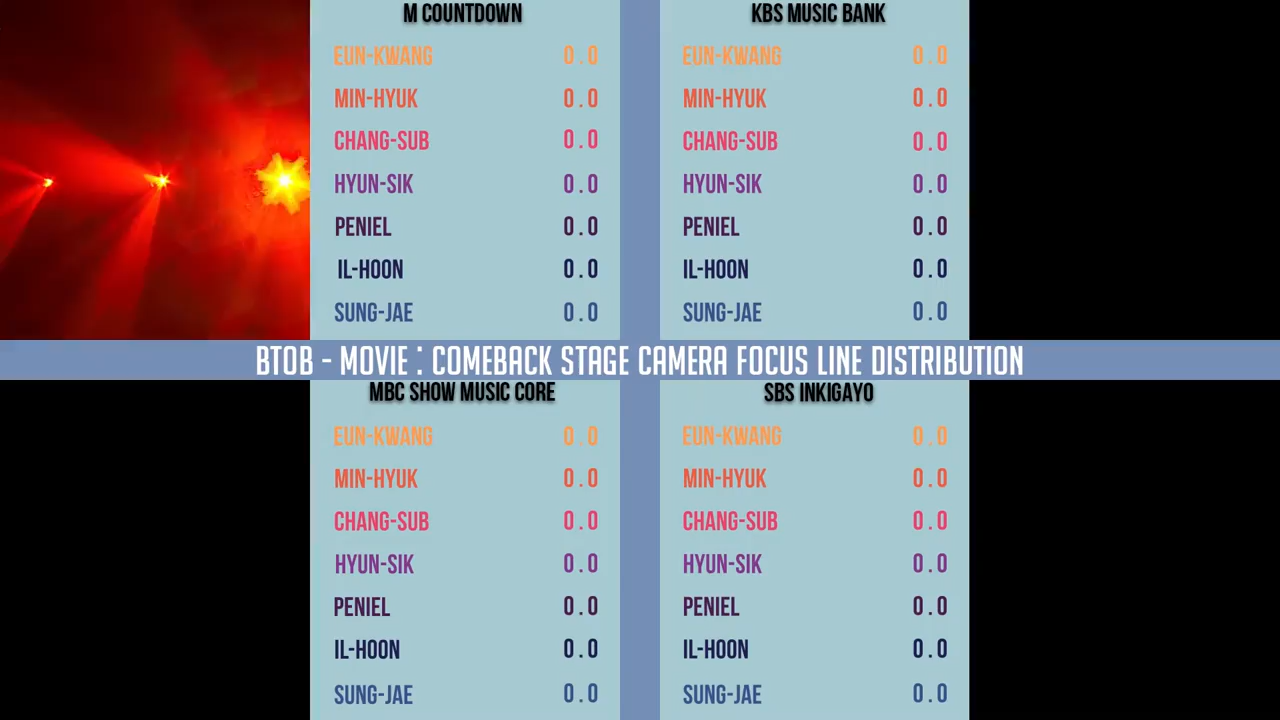 M COUNTDOWN
EUN-KWANG 0.0
MIN-HYUK 0.0
CHANG-SUB 0.0
HYUN-SIK 0.0
PENIEL 0.0
IL-HOON 0.0
SUNG-JAE 0.0
KBS MUSIC BANK
EUN-KWANG 0.0
MIN-HYUK 0.0
CHANG-SUB 0.0
HYUN-SIK 0.0
PENIEL 0.0
IL-HOON 0.0
SUNG-JAE 0.0
BTOB - MOVIE : COMEBACK STAGE CAMERA FOCUS LINE DISTRIBUTION
MBC SHOW MUSIC CORE
EUN-KWANG 0.0
MIN-HYUK 0.0
CHANG-SUB 0.0
HYUN-SIK 0.0
PENIEL 0.0
IL-HOON 0.0
SUNG-JAE 0.0
SBS INKIGAYO
EUN-KWANG 0.0
MIN-HYUK 0.0
CHANG-SUB 0.0
HYUN-SIK 0.0
PENIEL 0.0
IL-HOON 0.0
SUNG-JAE 0.0